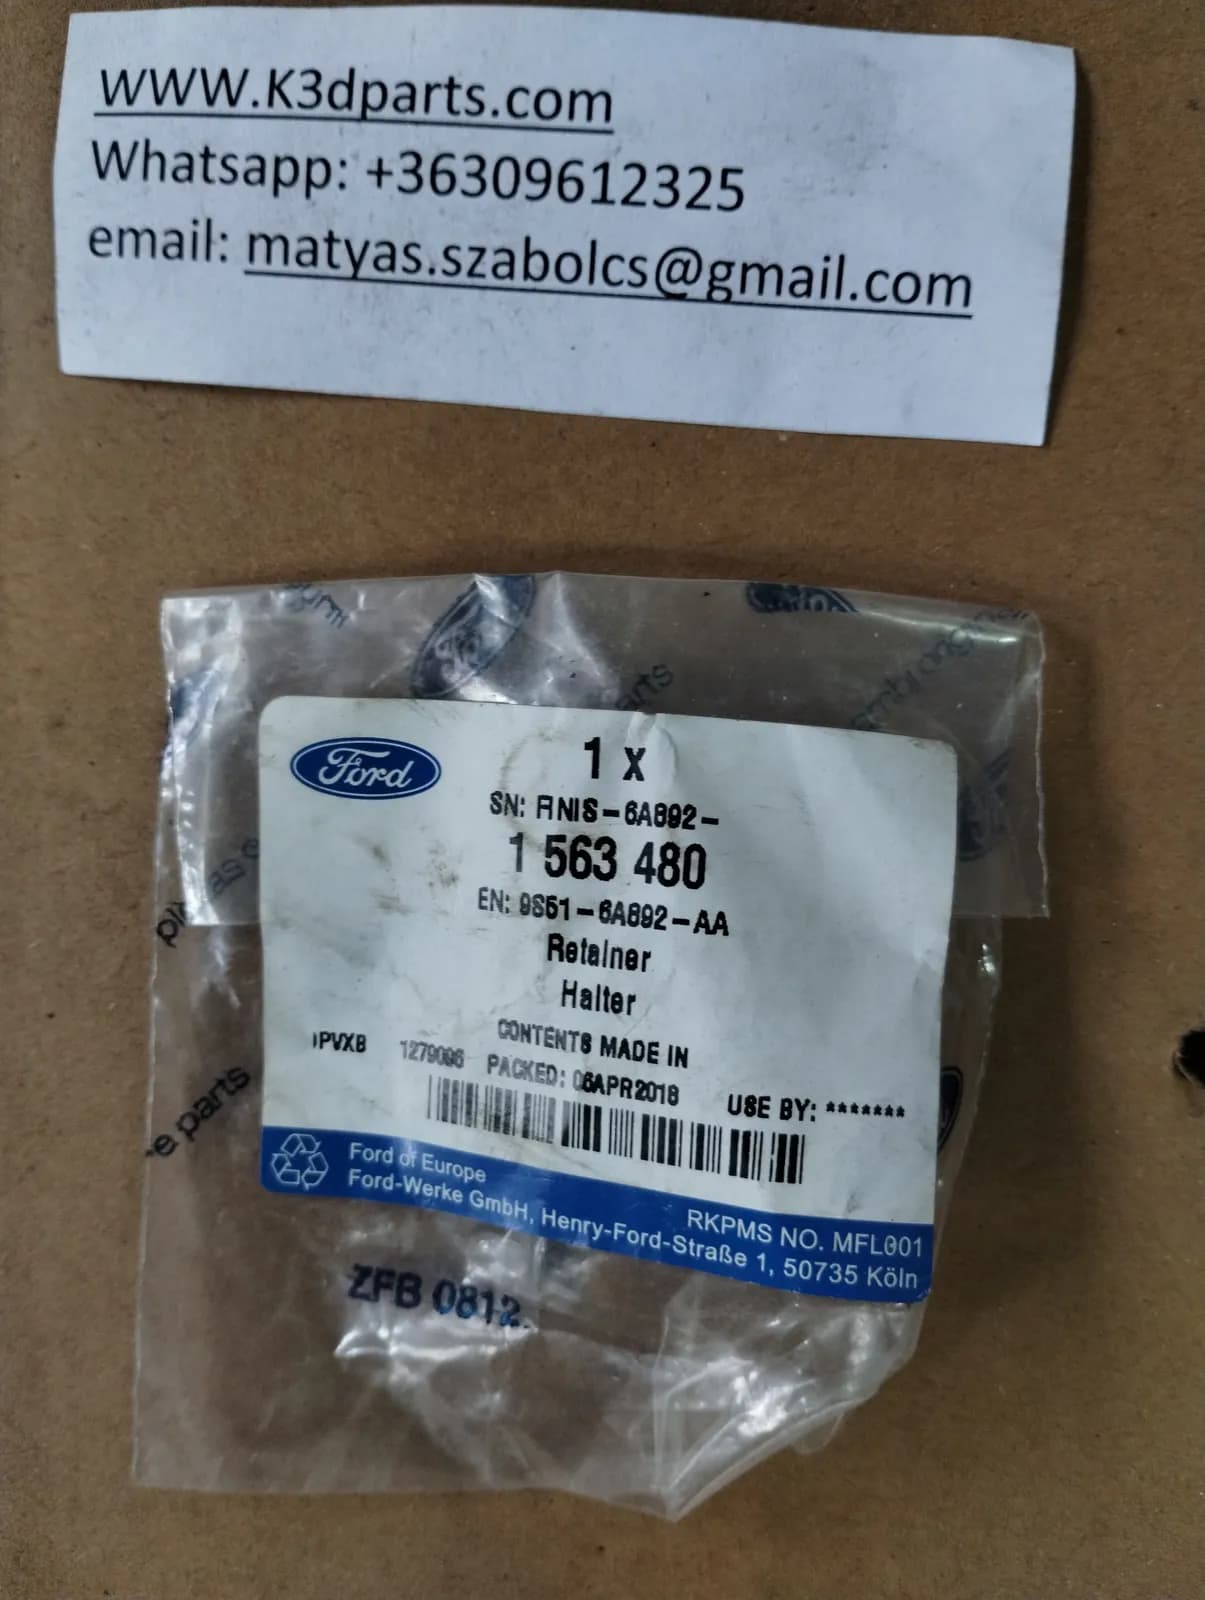 WWW.K3dparts.com
Whatsapp: +36309612325
email: matyas.szabolcs@gmail.com
Ford
1 x
SN: FINIS-6A892-
1 563 480
EN: 9S51-6A892-AA
Retainer
Halter
CONTENTS MADE IN
PVXB 1279096 PACKED: 06APR2018 USE BY: *******
Ford of Europe
RKPMS NO. MFL001
Ford-Werke GmbH, Henry-Ford-Straße 1, 50735 Köln
ZFB 0812
e parts